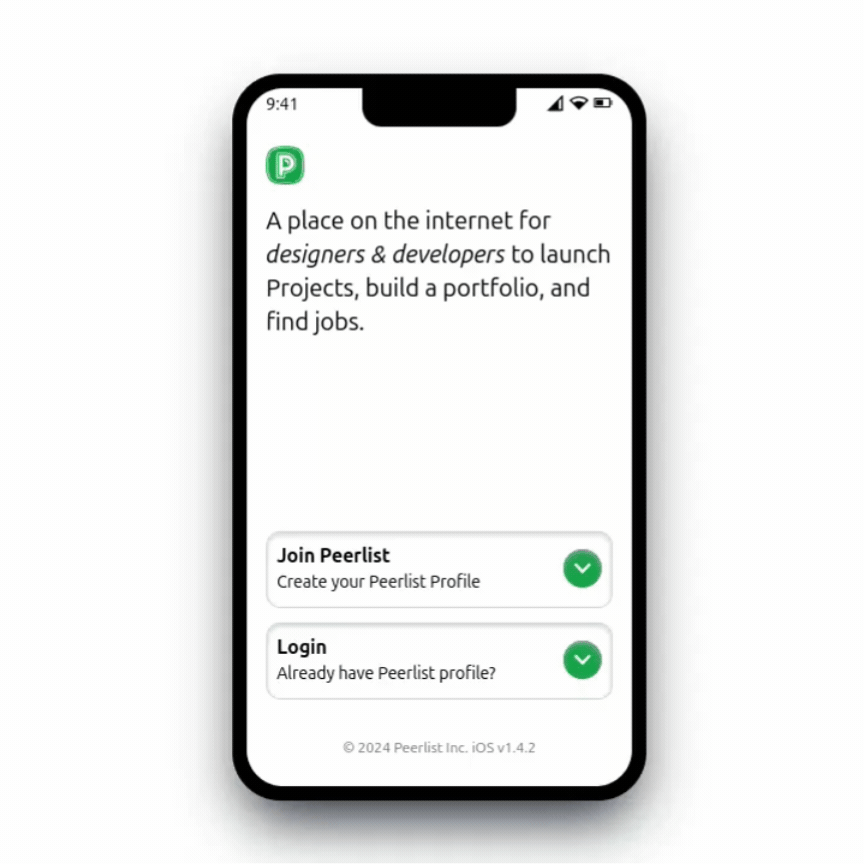 9:41
P
A place on the internet for
designers & developers to launch
Projects, build a portfolio, and
find jobs.
Join Peerlist
Create your Peerlist Profile
Login
Already have Peerlist profile?
© 2024 Peerlist Inc. iOS v1.4.2